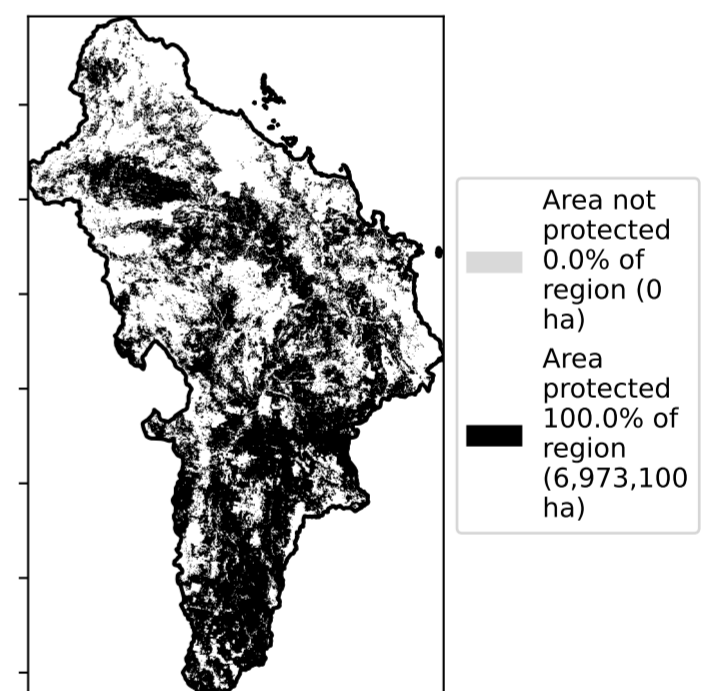 Area not
protected
0.0% of
region (0
ha)
Area
protected
100.0% of
region
(6,973,100
ha)